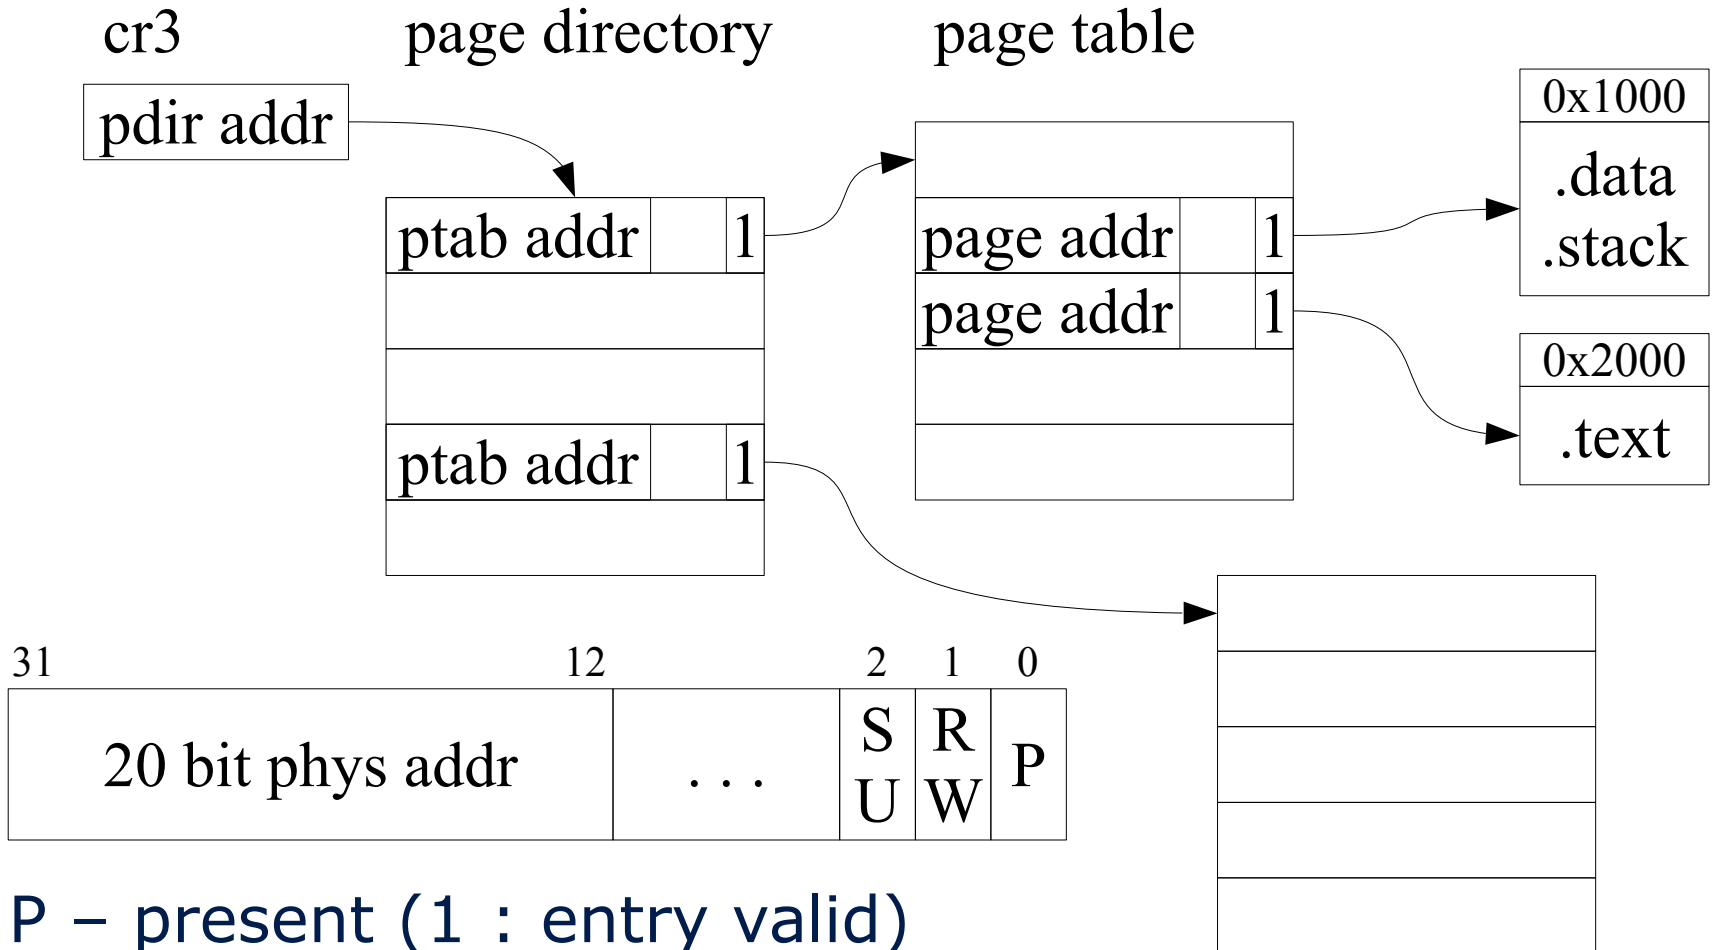 cr3
page directory
page table
pdir addr
0x1000
.data
.stack
ptab addr 1
page addr 1
page addr 1
0x2000
.text
ptab addr 1
31 12 2 1 0
20 bit phys addr . . . S U R W P
P – present (1 : entry valid)